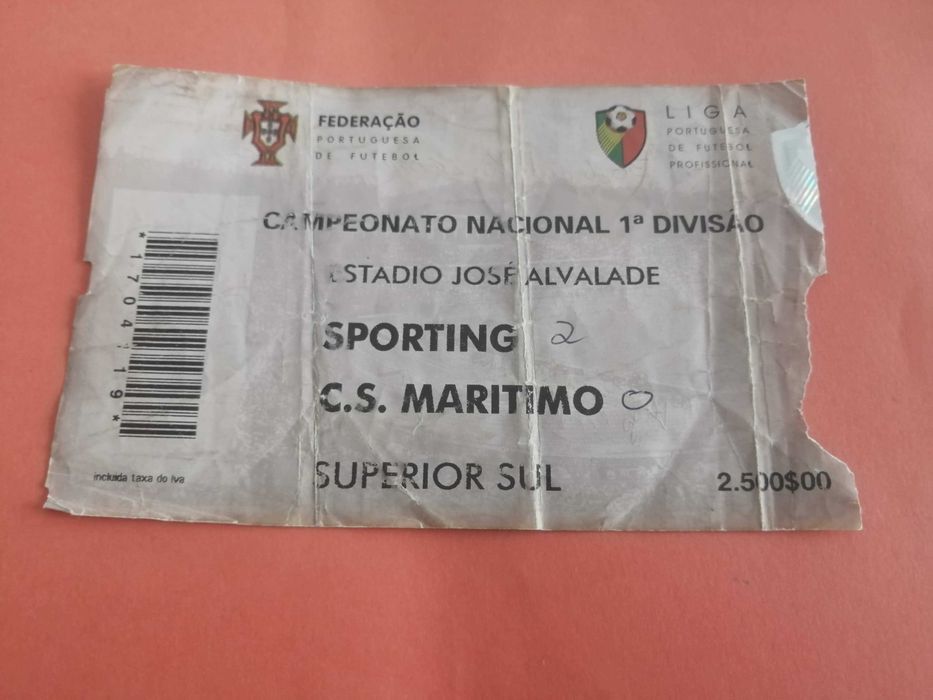 FEDERAÇÃO
PORTUGUESA
DE FUTEBOL
LIGA
PORTUGUESA
DE FUTEBOL
PROFISSIONAL
CAMPEONATO NACIONAL 1ª DIVISÃO
ESTADIO JOSÉ ALVALADE
SPORTING 2
C.S. MARITIMO 0
SUPERIOR SUL
2.500$00
*1704119*
incluida taxa do iva